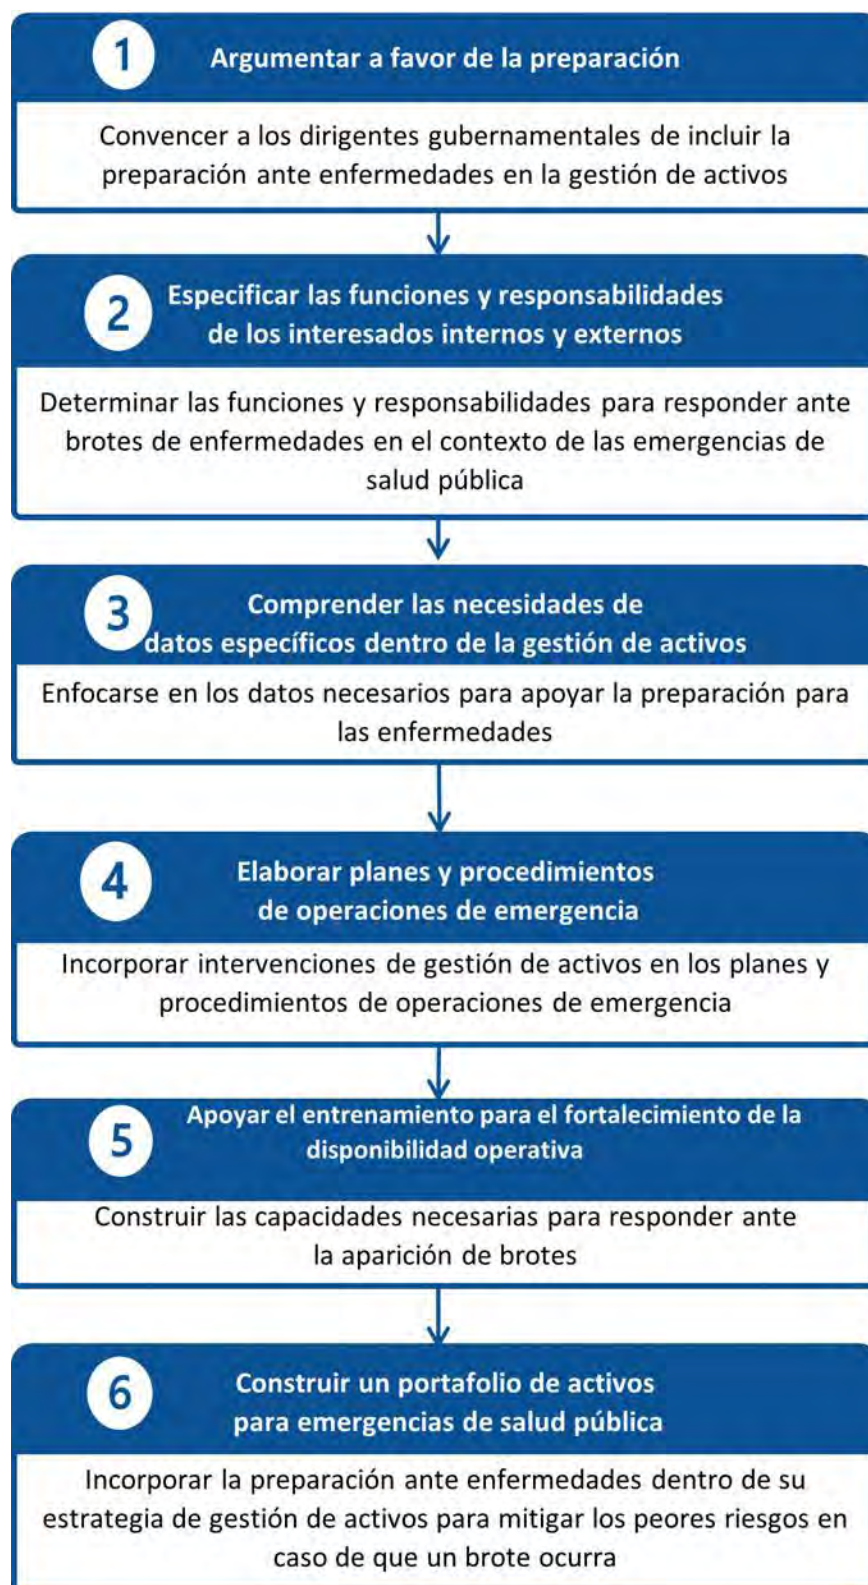 1
Argumentar a favor de la preparación
Convencer a los dirigentes gubernamentales de incluir la
preparación ante enfermedades en la gestión de activos
2
Especificar las funciones y responsabilidades
de los interesados internos y externos
Determinar las funciones y responsabilidades para responder ante
brotes de enfermedades en el contexto de las emergencias de
salud pública
3
Comprender las necesidades de
datos específicos dentro de la gestión de activos
Enfocarse en los datos necesarios para apoyar la preparación para
las enfermedades
4
Elaborar planes y procedimientos
de operaciones de emergencia
Incorporar intervenciones de gestión de activos en los planes y
procedimientos de operaciones de emergencia
5
Apoyar el entrenamiento para el fortalecimiento de la
disponibilidad operativa
Construir las capacidades necesarias para responder ante
la aparición de brotes
6
Construir un portafolio de activos
para emergencias de salud pública
Incorporar la preparación ante enfermedades dentro de su
estrategia de gestión de activos para mitigar los peores riesgos en
caso de que un brote ocurra